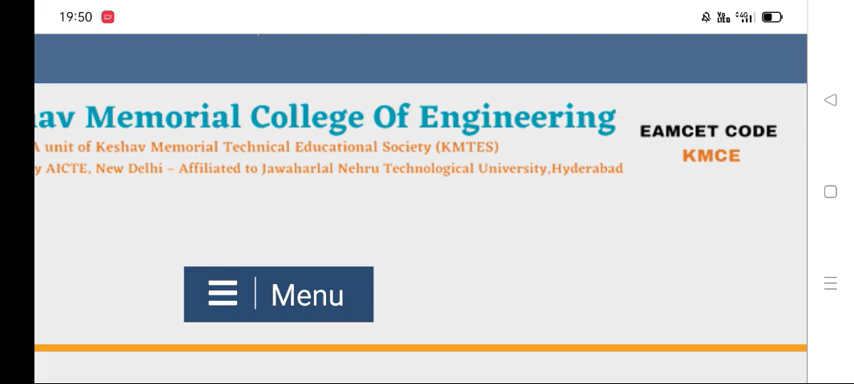 19:50
av Memorial College Of Engineering
A unit of Keshav Memorial Technical Educational Society (KMTES)
y AICTE, New Delhi – Affiliated to Jawaharlal Nehru Technological University,Hyderabad
EAMCET CODE
KMCE
Menu